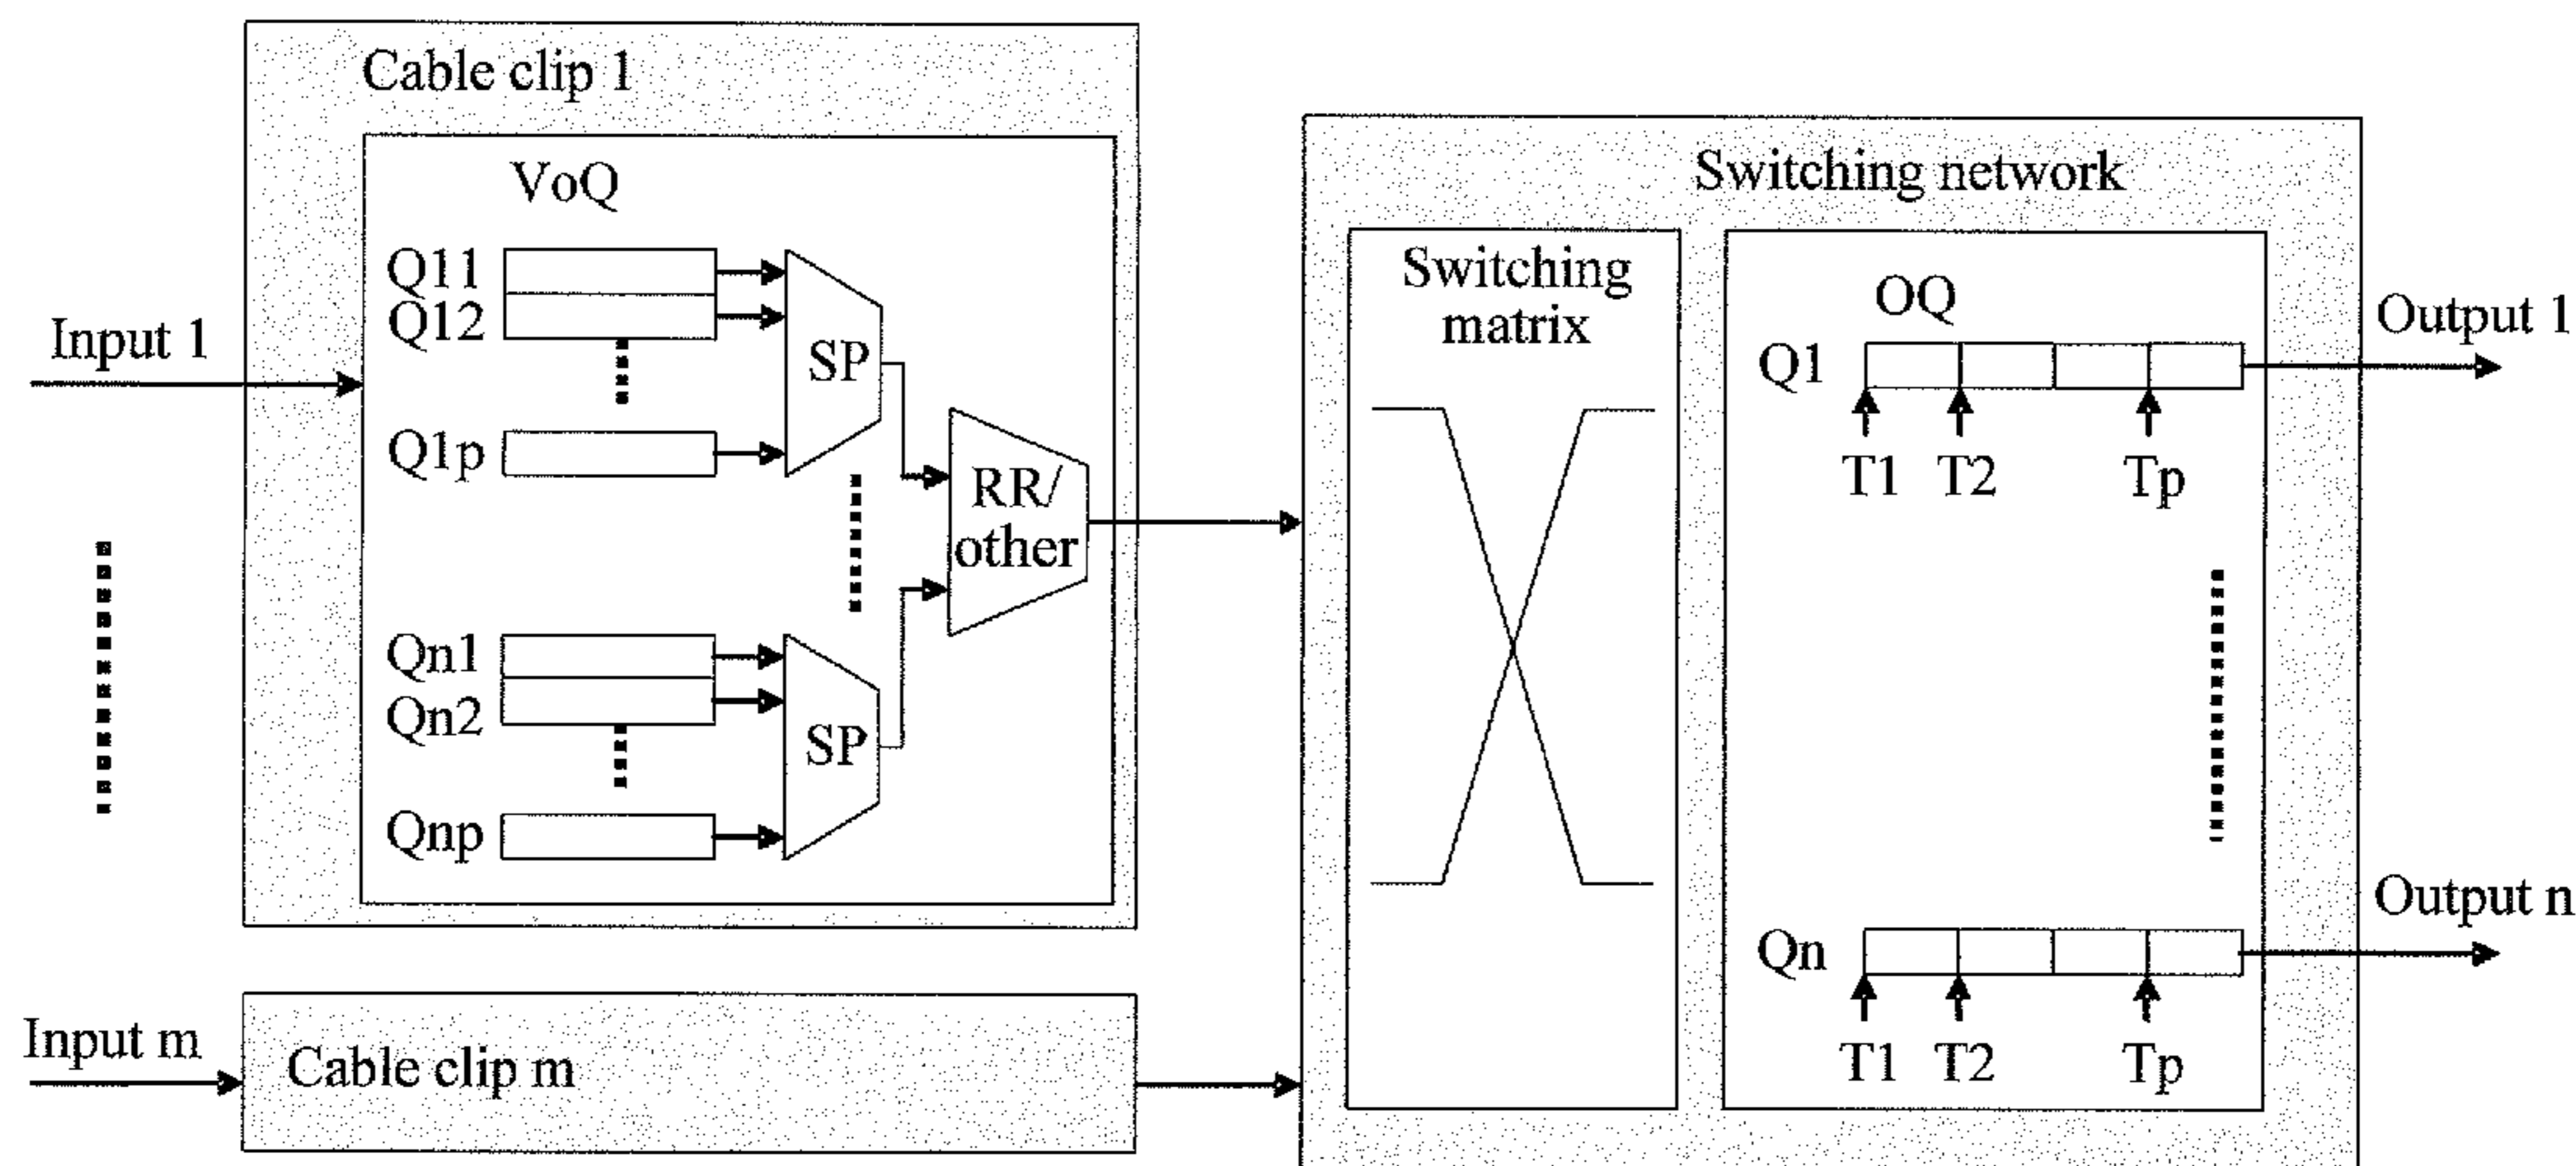 Cable clip 1
VoQ
Q11
Q12
Q1p
SP
Input 1
RR/
other
Qn1
Qn2
Qnp
SP
Input m
Cable clip m
Switching network
Switching
matrix
OQ
Q1
T1 T2 Tp
Output 1
Qn
T1 T2 Tp
Output n